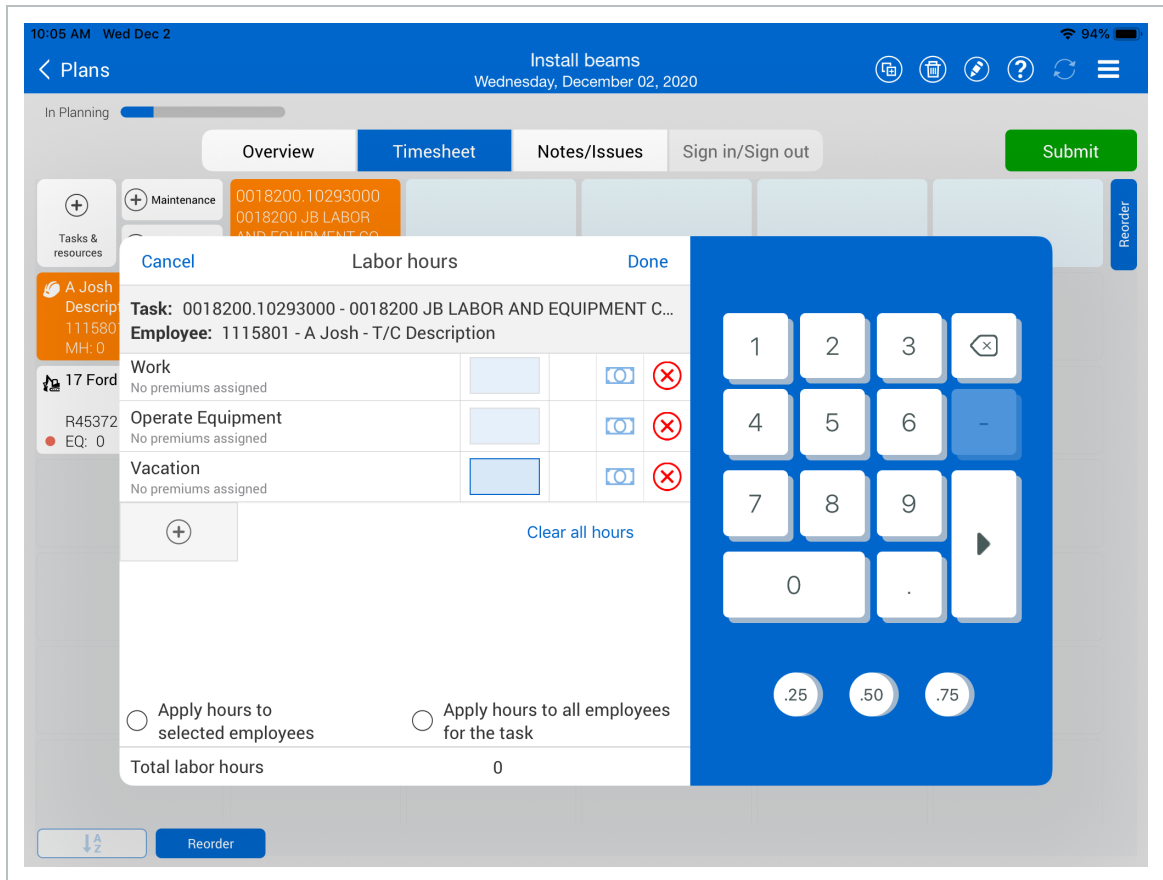 10:05 AM Wed Dec 2
94%
Plans
Install beams
Wednesday, December 02, 2020
In Planning
Overview
Timesheet
Notes/Issues
Sign in/Sign out
Submit
Tasks &
resources
Maintenance
0018200.10293000
0018200 JB LABOR
AND EQUIPMENT CO
Reorder
A Josh
Descrip
111580
MH: 0
17 Ford
R45372
EQ: 0
Cancel
Labor hours
Done
Task: 0018200.10293000 - 0018200 JB LABOR AND EQUIPMENT C...
Employee: 1115801 - A Josh - T/C Description
Work
No premiums assigned
Operate Equipment
No premiums assigned
Vacation
No premiums assigned
Clear all hours
Apply hours to
selected employees
Apply hours to all employees
for the task
Total labor hours 0
1 2 3
4 5 6 -
7 8 9
0 .
.25 .50 .75
A
Z
Reorder